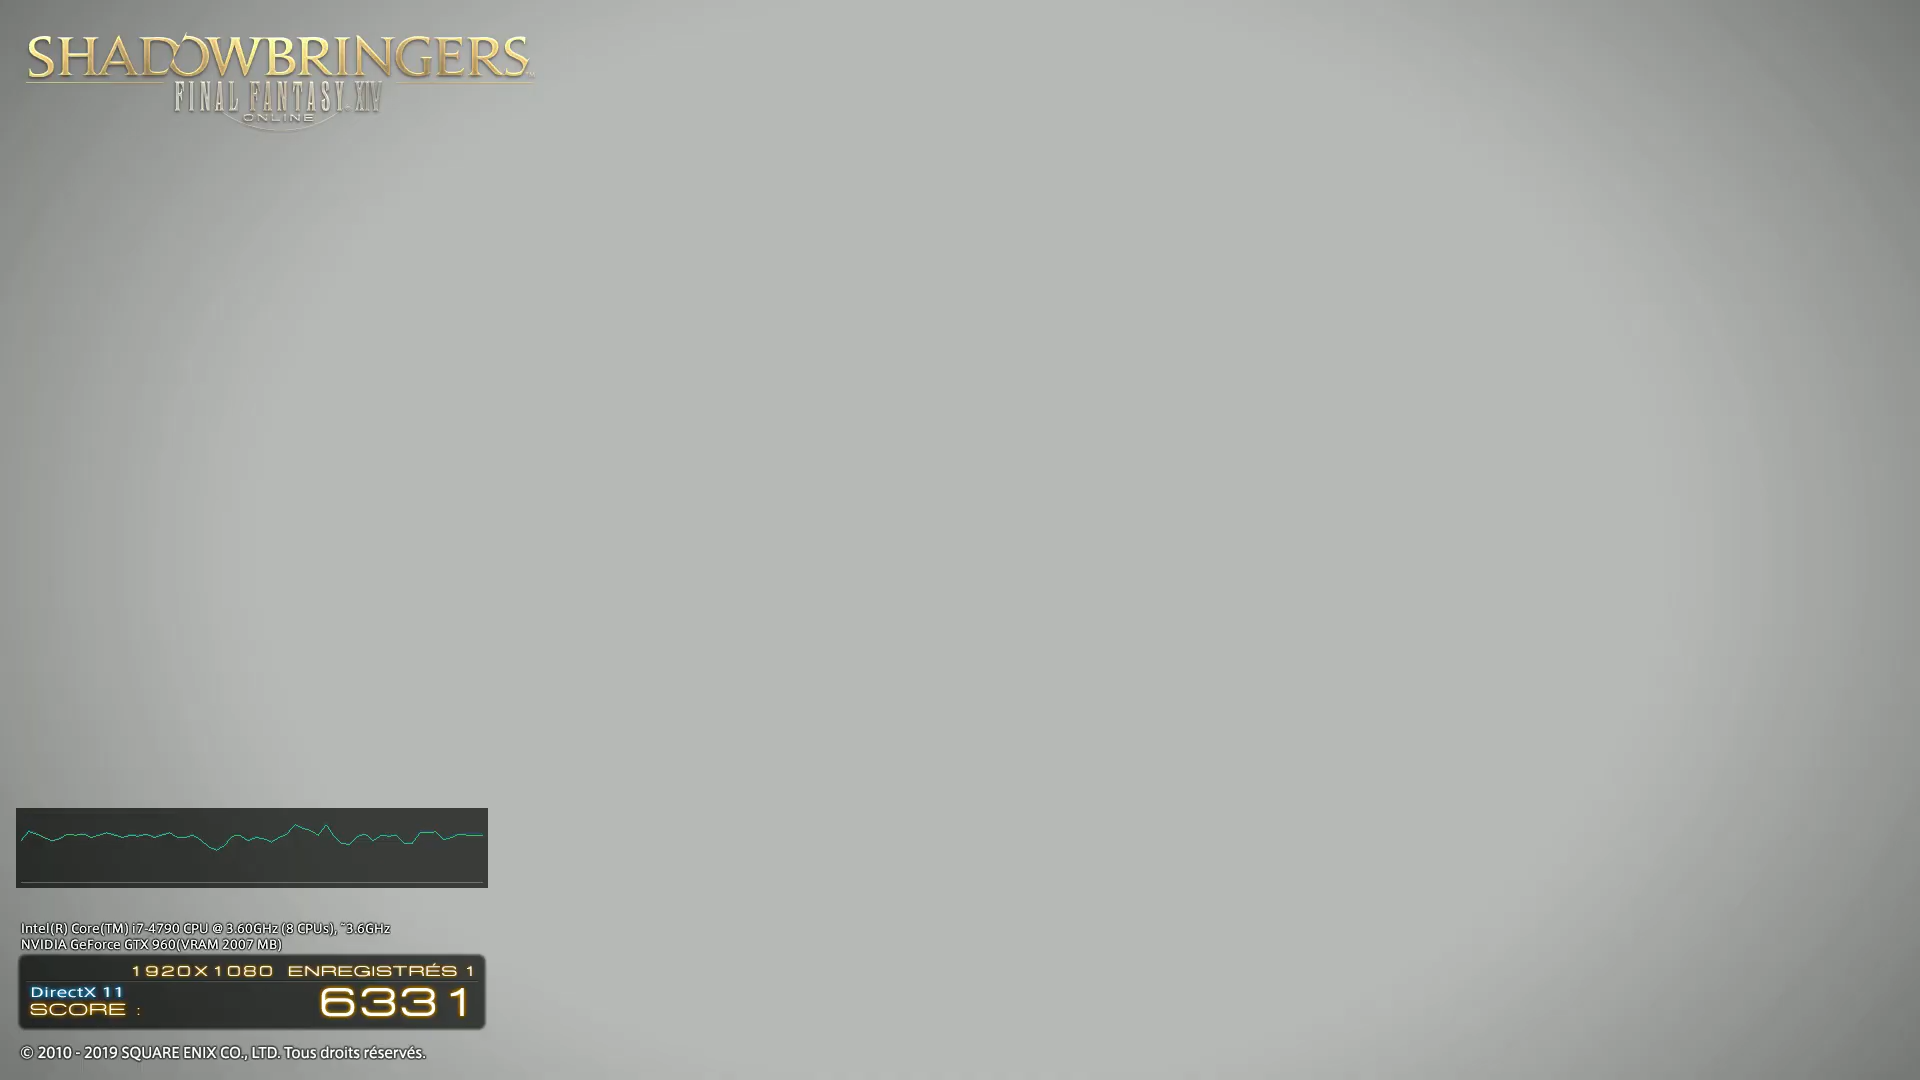 SHADOWBRINGERS™
FINAL FANTASY XIV
ONLINE
Intel(R) Core(TM) i7-4790 CPU @ 3.60GHz (8 CPUs), ~3.6GHz
NVIDIA GeForce GTX 960(VRAM 2007 MB)
1920X1080 ENREGISTRÉS 1
DirectX 11
SCORE : 6331
© 2010 - 2019 SQUARE ENIX CO., LTD. Tous droits réservés.